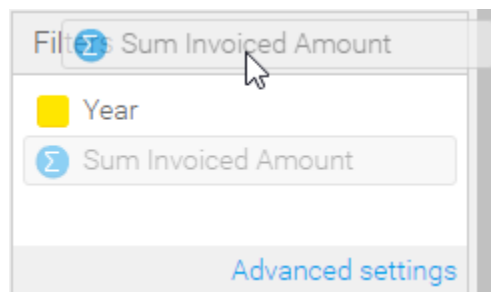 Filters
Σ Sum Invoiced Amount
Year
Σ Sum Invoiced Amount
Advanced settings